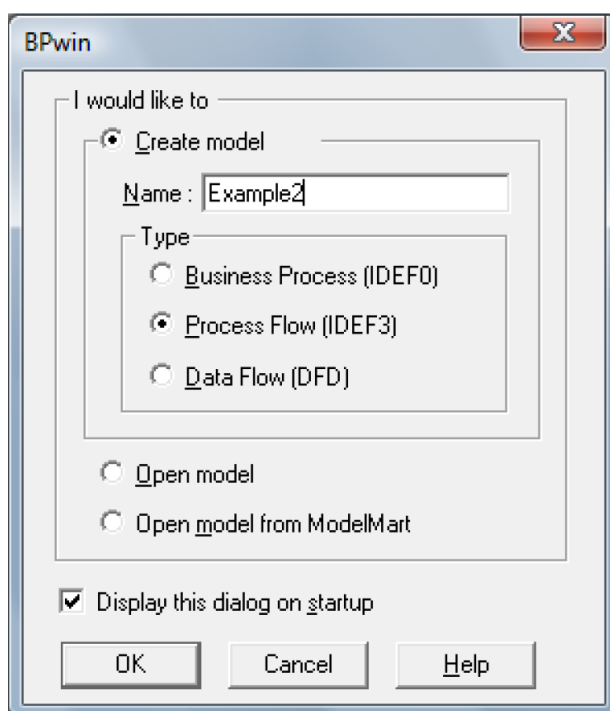 BPwin
I would like to
Create model
Name : Example2
Type
Business Process (IDEF0)
Process Flow (IDEF3)
Data Flow (DFD)
Open model
Open model from ModelMart
Display this dialog on startup
OK Cancel Help